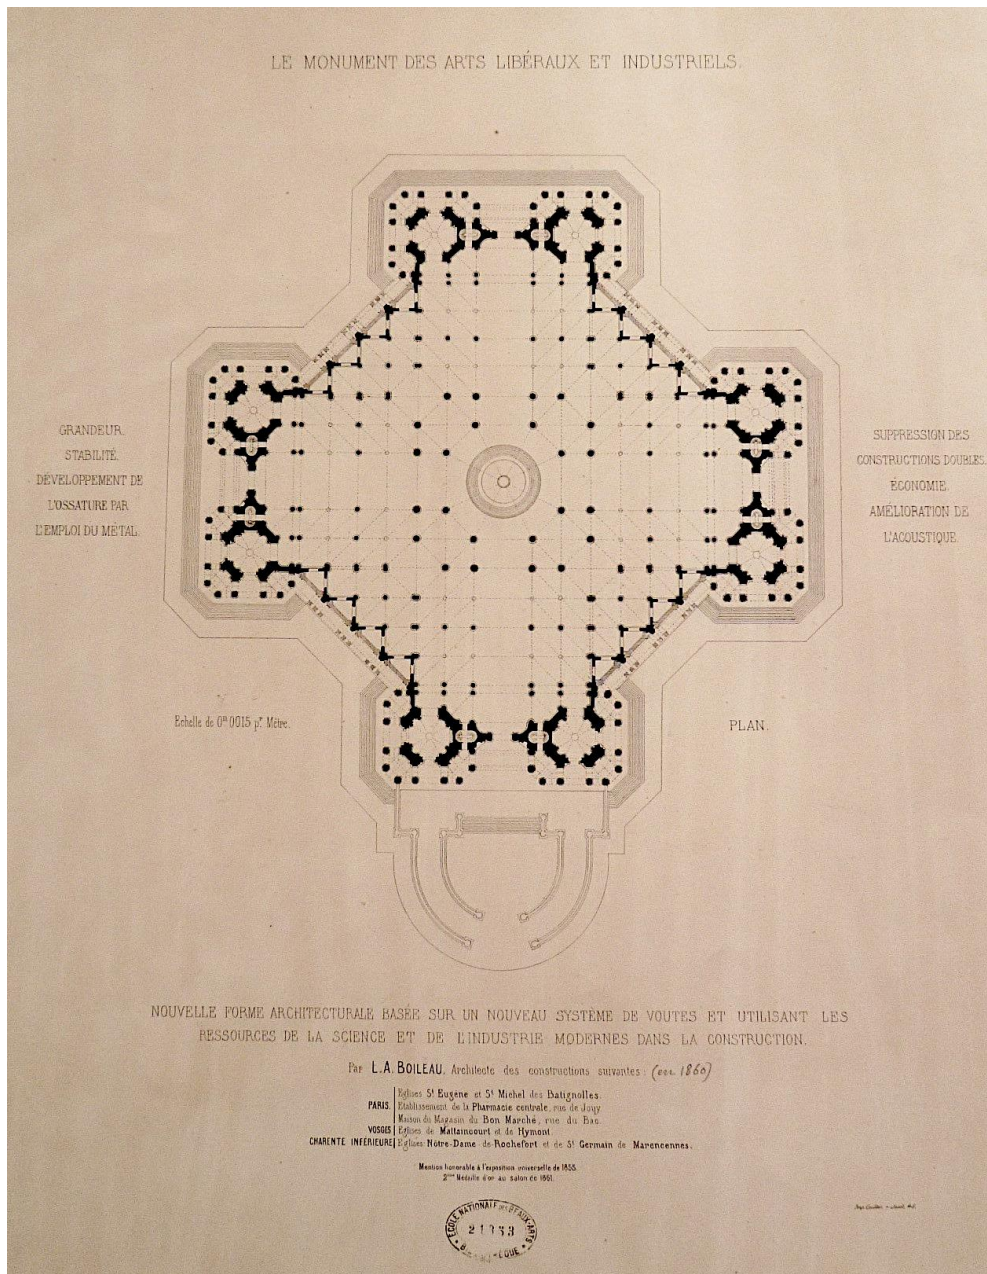 LE MONUMENT DES ARTS LIBÉRAUX ET INDUSTRIELS.
GRANDEUR.
STABILITÉ.
DÉVELOPPEMENT DE
L'OSSATURE PAR
L'EMPLOI DU MÉTAL.
SUPPRESSION DES
CONSTRUCTIONS DOUBLES.
ÉCONOMIE.
AMÉLIORATION DE
L'ACOUSTIQUE.
Echelle de 0m 0015 pr Mètre.
PLAN.
NOUVELLE FORME ARCHITECTURALE BASÉE SUR UN NOUVEAU SYSTÈME DE VOUTES ET UTILISANT LES
RESSOURCES DE LA SCIENCE ET DE L'INDUSTRIE MODERNES DANS LA CONSTRUCTION.
Par L.A. BOILEAU, Architecte des constructions suivantes: (en 1860)
PARIS. Eglises St Eugène et St Michel des Batignolles.
Etablissement de la Pharmacie centrale, rue de Jouy.
Maison du Magasin du Bon Marché, rue du Bac.
VOSGES Eglises de Mattaincourt et de Hymont.
CHARENTE INFÉRIEURE Eglises Nôtre-Dame de Rochefort et de St Germain de Marencennes.
Mention honorable à l'exposition universelle de 1855.
2me Médaille d'or au salon de 1861.
ÉCOLE NATIONALE DES BEAUX-ARTS